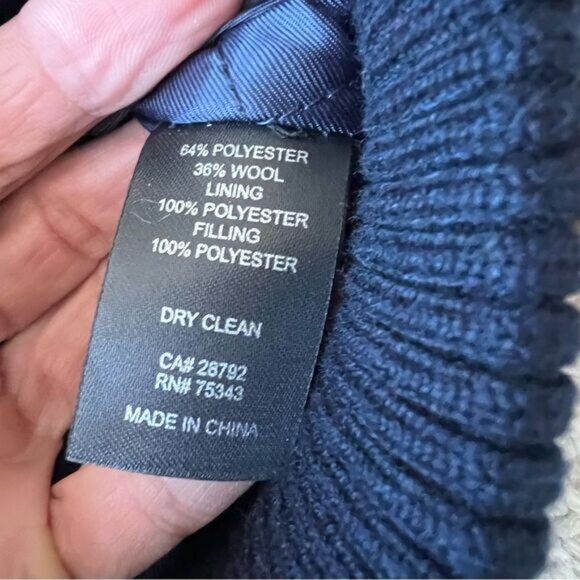 64% POLYESTER
36% WOOL
LINING
100% POLYESTER
FILLING
100% POLYESTER
DRY CLEAN
CA# 28792
RN# 75343
MADE IN CHINA